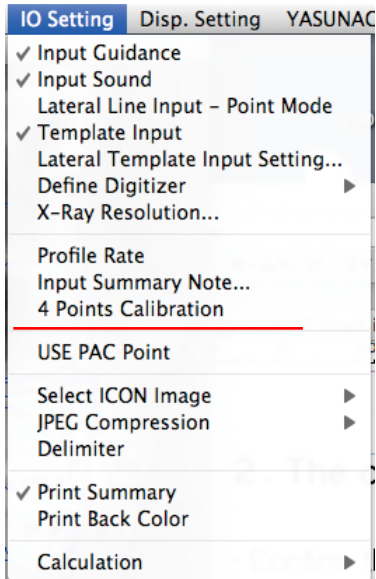 IO Setting Disp. Setting YASUNAC
✓ Input Guidance
✓ Input Sound
Lateral Line Input – Point Mode
✓ Template Input
Lateral Template Input Setting...
Define Digitizer ▶
X-Ray Resolution...
Profile Rate
Input Summary Note...
4 Points Calibration
USE PAC Point
Select ICON Image ▶
JPEG Compression ▶
Delimiter
✓ Print Summary
Print Back Color
Calculation ▶